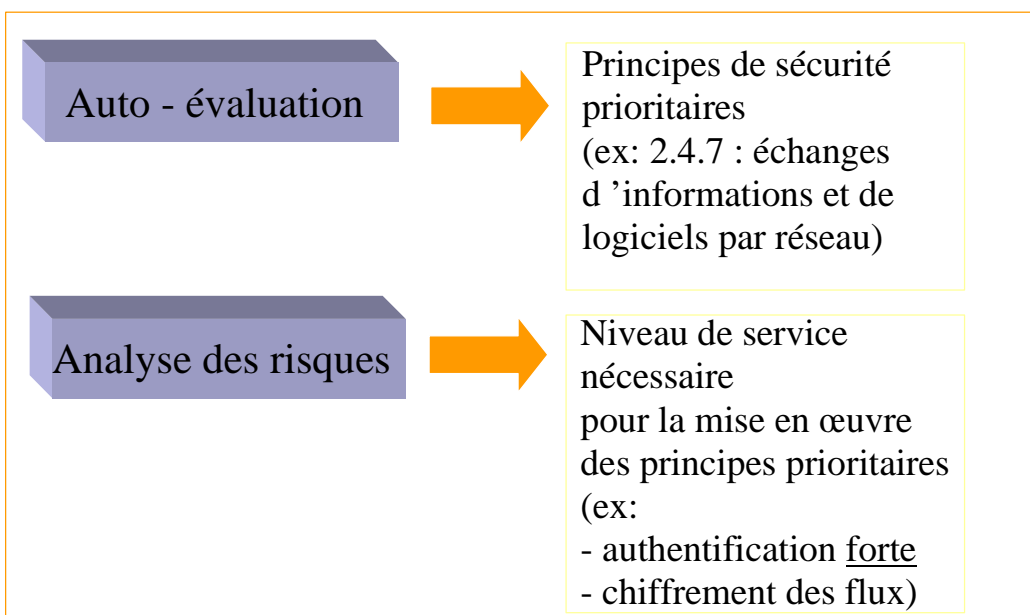 Auto - évaluation
Principes de sécurité
prioritaires
(ex: 2.4.7 : échanges
d ’informations et de
logiciels par réseau)
Analyse des risques
Niveau de service
nécessaire
pour la mise en œuvre
des principes prioritaires
(ex:
- authentification forte
- chiffrement des flux)